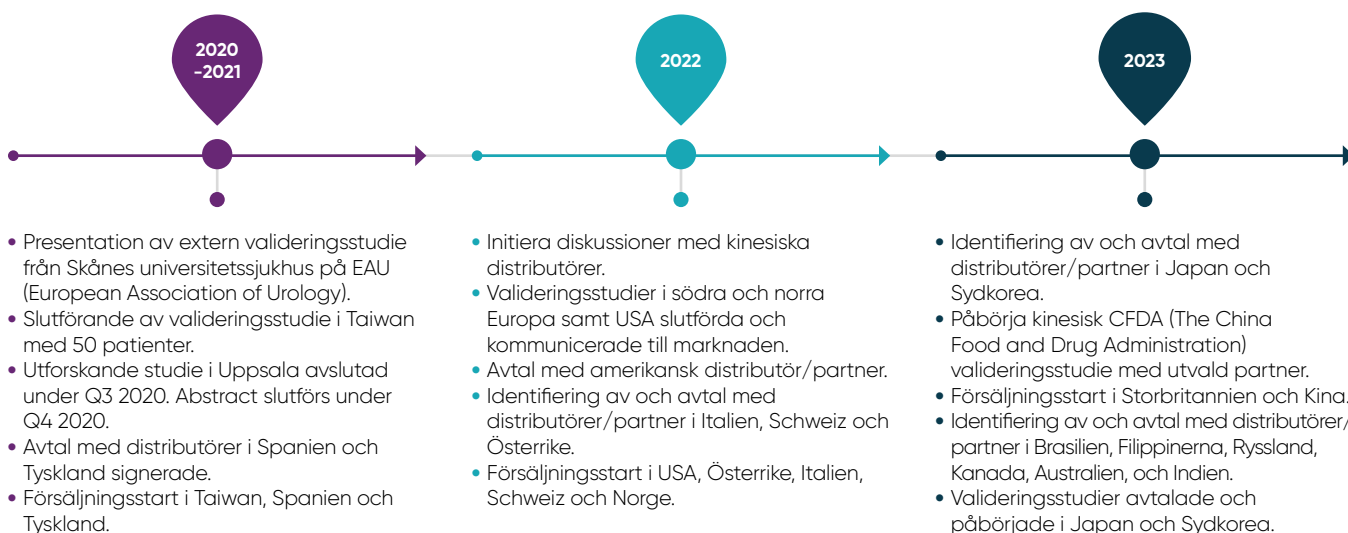 2020
-2021
2022
2023
• Presentation av extern valideringsstudie
från Skånes universitetssjukhus på EAU
(European Association of Urology).
• Slutförande av valideringsstudie i Taiwan
med 50 patienter.
• Utforskande studie i Uppsala avslutad
under Q3 2020. Abstract slutförs under
Q4 2020.
• Avtal med distributörer i Spanien och
Tyskland signerade.
• Försäljningsstart i Taiwan, Spanien och
Tyskland.
• Initiera diskussioner med kinesiska
distributörer.
• Valideringsstudier i södra och norra
Europa samt USA slutförda och
kommunicerade till marknaden.
• Avtal med amerikansk distributör/partner.
• Identifiering av och avtal med
distributörer/partner i Italien, Schweiz och
Österrike.
• Försäljningsstart i USA, Österrike, Italien,
Schweiz och Norge.
• Identifiering av och avtal med
distributörer/partner i Japan och
Sydkorea.
• Påbörja kinesisk CFDA (The China
Food and Drug Administration)
valideringsstudie med utvald partner.
• Försäljningsstart i Storbritannien och Kina.
• Identifiering av och avtal med distributörer/
partner i Brasilien, Filippinerna, Ryssland,
Kanada, Australien, och Indien.
• Valideringsstudier avtalade och
påbörjade i Japan och Sydkorea.